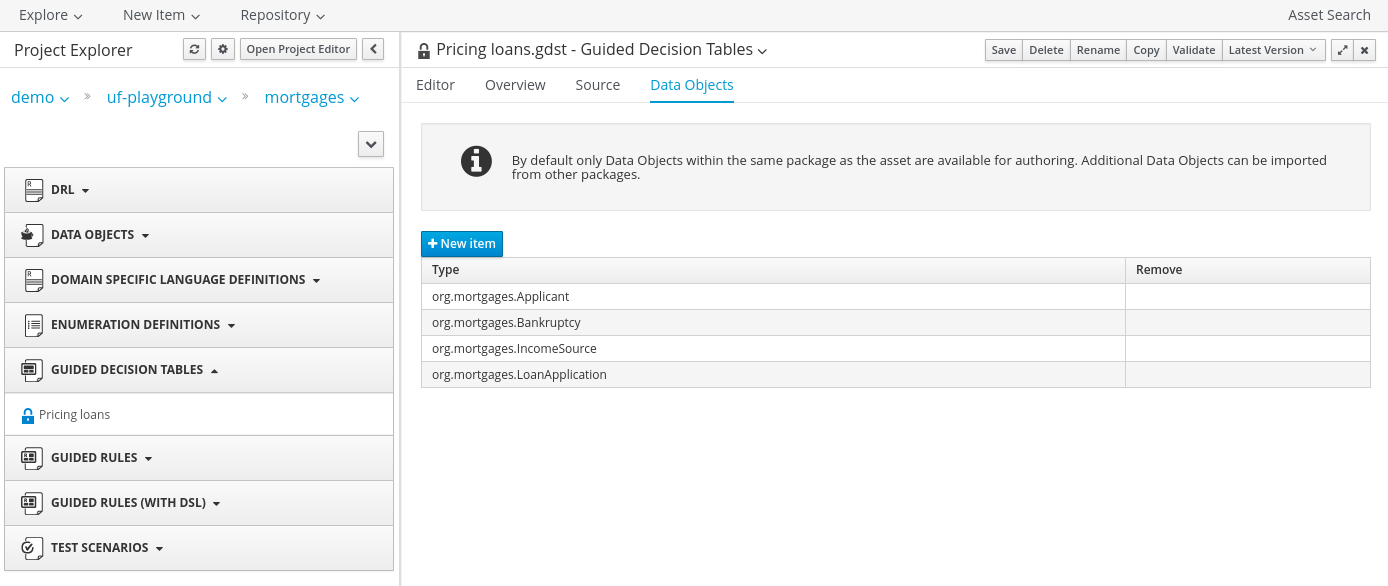 Explore New Item Repository Asset Search
Project Explorer Open Project Editor
demo » uf-playground » mortgages
DRL
DATA OBJECTS
DOMAIN SPECIFIC LANGUAGE DEFINITIONS
ENUMERATION DEFINITIONS
GUIDED DECISION TABLES
Pricing loans
GUIDED RULES
GUIDED RULES (WITH DSL)
TEST SCENARIOS
Pricing loans.gdst - Guided Decision Tables Save Delete Rename Copy Validate Latest Version
Editor Overview Source Data Objects
By default only Data Objects within the same package as the asset are available for authoring. Additional Data Objects can be imported
from other packages.
+ New item
Type Remove
org.mortgages.Applicant
org.mortgages.Bankruptcy
org.mortgages.IncomeSource
org.mortgages.LoanApplication